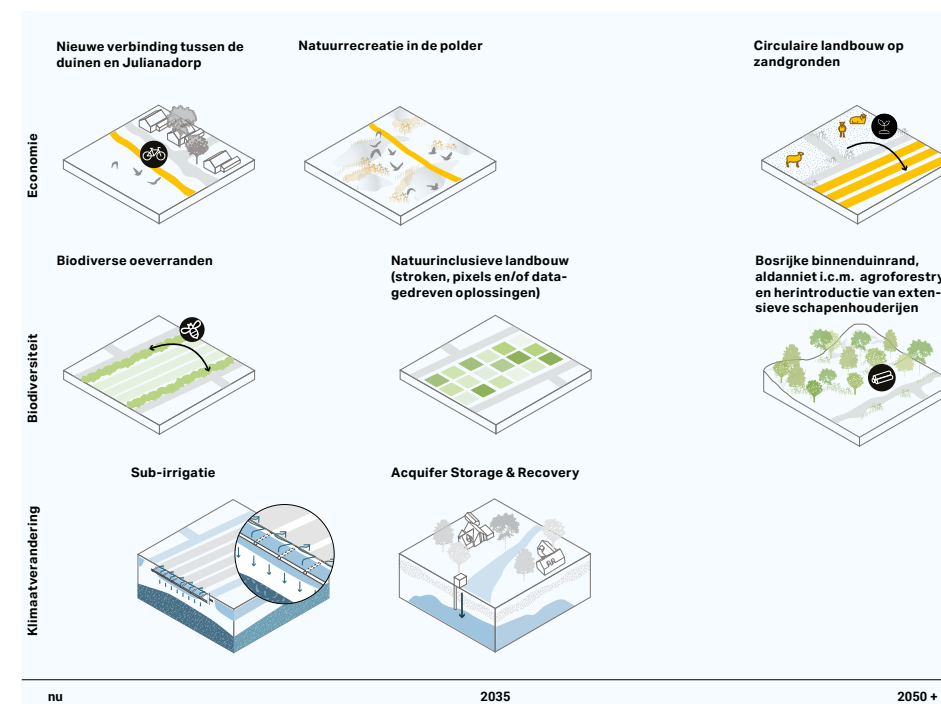 Nieuwe verbinding tussen de
duinen en Julianadorp
Natuurrecreatie in de polder
Circulaire landbouw op
zandgronden
Economie
Biodiverse oeverranden
Natuurinclusieve landbouw
(stroken, pixels en/of data-
gedreven oplossingen)
Bosrijke binnenduinrand,
aldanniet i.c.m. agroforestry
en herintroductie van exten-
sieve schapenhouderijen
Biodiversiteit
Sub-irrigatie
Acquifer Storage & Recovery
Klimaatverandering
nu
2035
2050 +